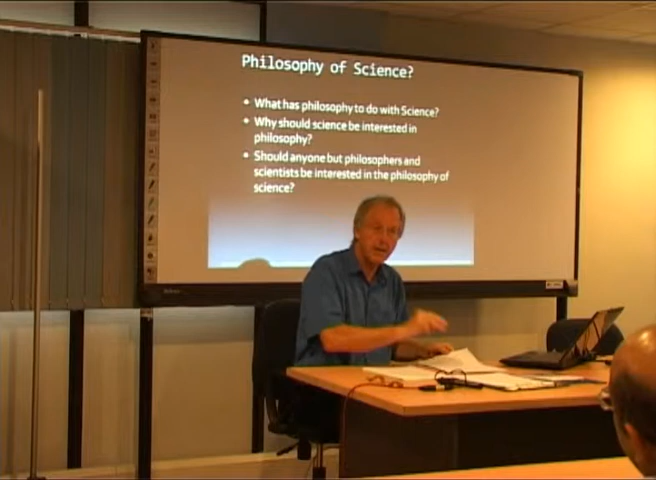 Philosophy of Science?
• What has philosophy to do with Science?
• Why should science be interested in
philosophy?
• Should anyone but philosophers and
scientists be interested in the philosophy of
science?